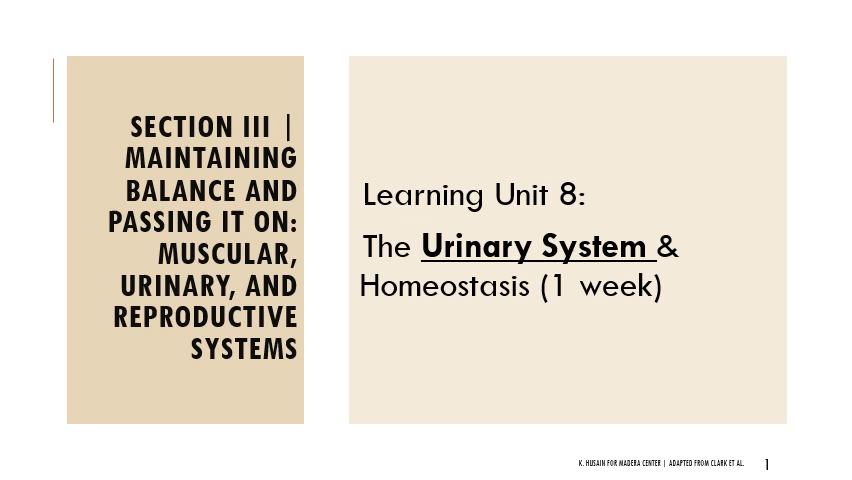 SECTION III |
MAINTAINING
BALANCE AND
PASSING IT ON:
MUSCULAR,
URINARY, AND
REPRODUCTIVE
SYSTEMS
Learning Unit 8:
The Urinary System &
Homeostasis (1 week)
K. HUSAIN FOR MADERA CENTER | ADAPTED FROM CLARK ET AL.
1